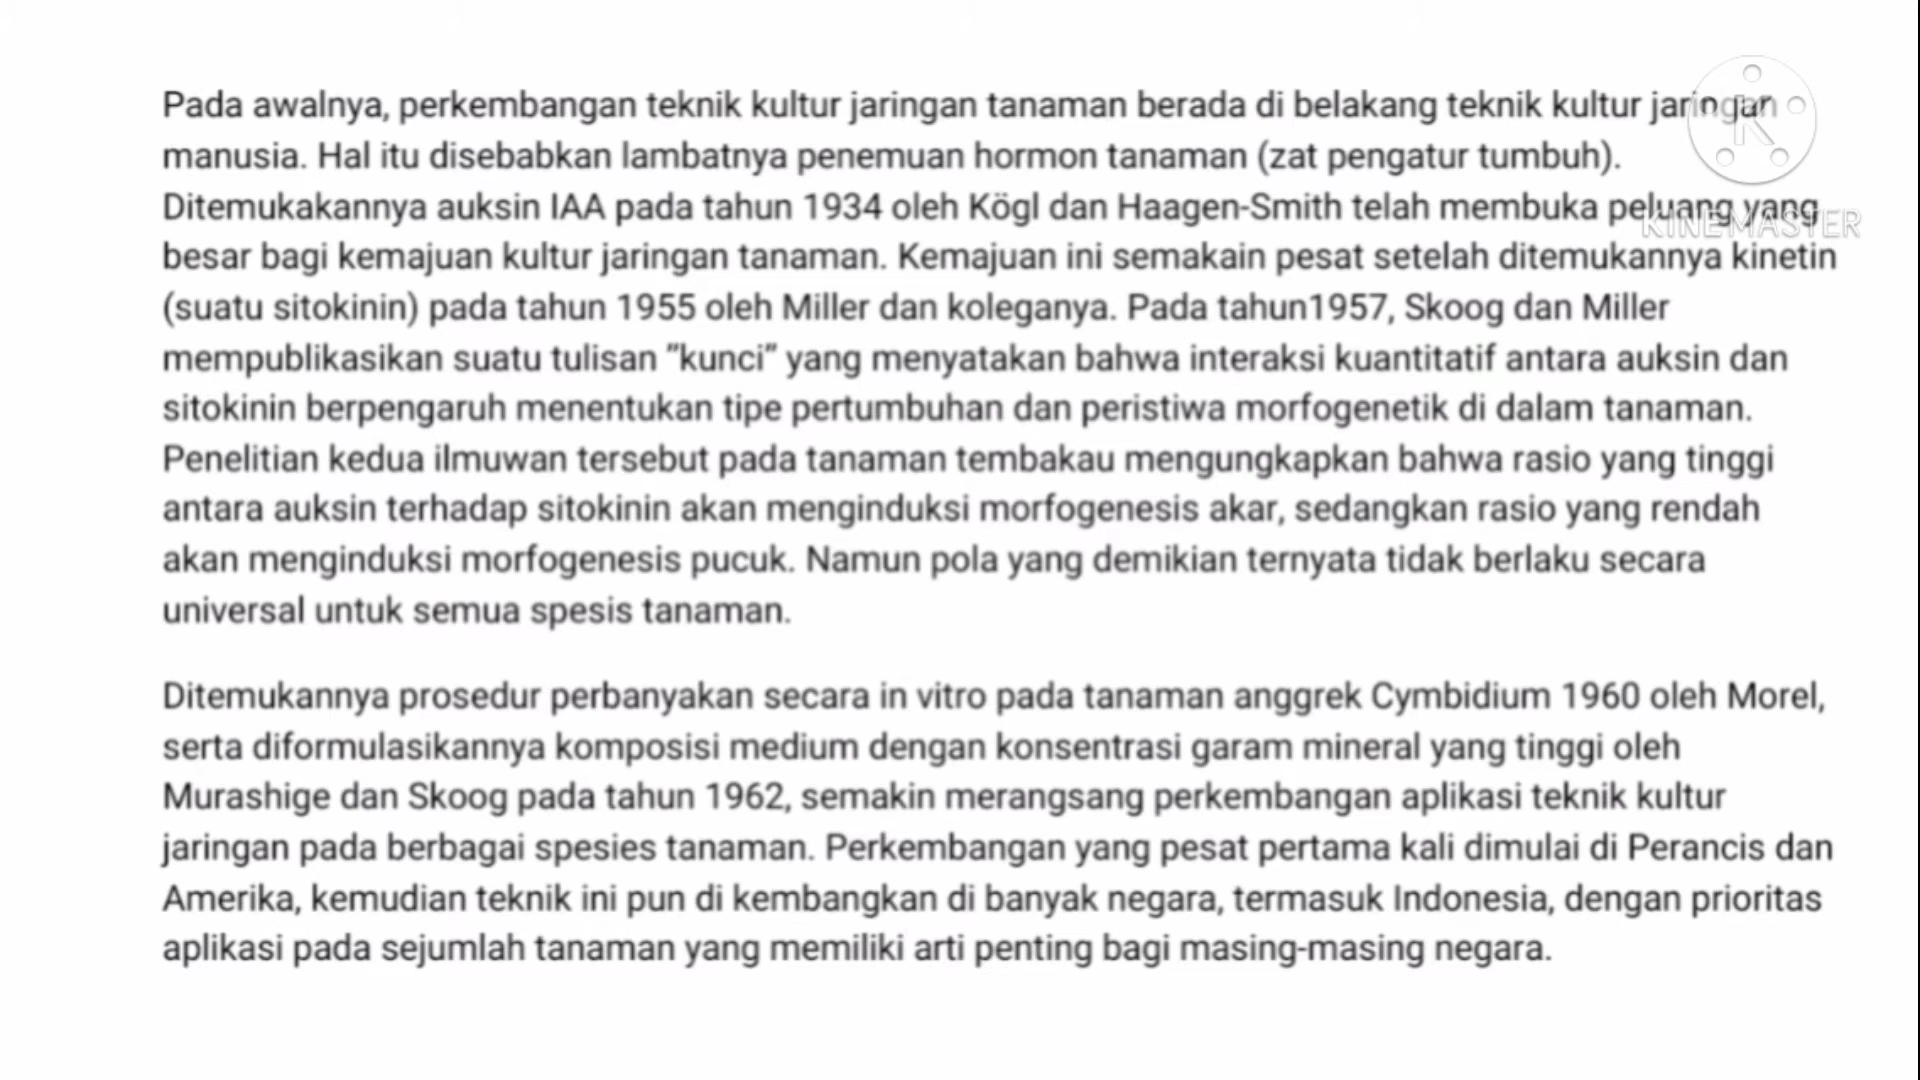 Pada awalnya, perkembangan teknik kultur jaringan tanaman berada di belakang teknik kultur jaringan
manusia. Hal itu disebabkan lambatnya penemuan hormon tanaman (zat pengatur tumbuh).
Ditemukakannya auksin IAA pada tahun 1934 oleh Kögl dan Haagen-Smith telah membuka peluang yang
KINEMASTER
besar bagi kemajuan kultur jaringan tanaman. Kemajuan ini semakain pesat setelah ditemukannya kinetin
(suatu sitokinin) pada tahun 1955 oleh Miller dan koleganya. Pada tahun1957, Skoog dan Miller
mempublikasikan suatu tulisan "kunci" yang menyatakan bahwa interaksi kuantitatif antara auksin dan
sitokinin berpengaruh menentukan tipe pertumbuhan dan peristiwa morfogenetik di dalam tanaman.
Penelitian kedua ilmuwan tersebut pada tanaman tembakau mengungkapkan bahwa rasio yang tinggi
antara auksin terhadap sitokinin akan menginduksi morfogenesis akar, sedangkan rasio yang rendah
akan menginduksi morfogenesis pucuk. Namun pola yang demikian ternyata tidak berlaku secara
universal untuk semua spesis tanaman.
Ditemukannya prosedur perbanyakan secara in vitro pada tanaman anggrek Cymbidium 1960 oleh Morel,
serta diformulasikannya komposisi medium dengan konsentrasi garam mineral yang tinggi oleh
Murashige dan Skoog pada tahun 1962, semakin merangsang perkembangan aplikasi teknik kultur
jaringan pada berbagai spesies tanaman. Perkembangan yang pesat pertama kali dimulai di Perancis dan
Amerika, kemudian teknik ini pun di kembangkan di banyak negara, termasuk Indonesia, dengan prioritas
aplikasi pada sejumlah tanaman yang memiliki arti penting bagi masing-masing negara.